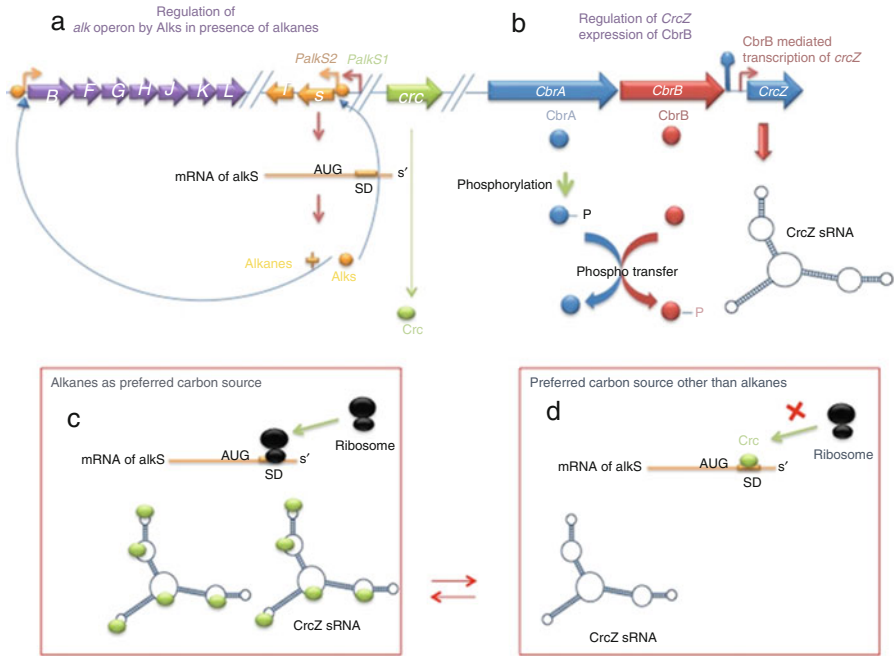 a
Regulation of
alk operon by Alks in presence of alkanes
PalkS2
PalkS1
B
F
G
H
J
K
L
T
s
crc
mRNA of alkS
AUG
SD
s′
Alkanes
Alks
Crc
b
Regulation of CrcZ
expression of CbrB
CbrB mediated
transcription of crcZ
CbrA
CbrB
CrcZ
CbrA
CbrB
Phosphorylation
P
Phospho transfer
P
CrcZ sRNA
Alkanes as preferred carbon source
c
Ribosome
mRNA of alkS
AUG
SD
s′
CrcZ sRNA
Preferred carbon source other than alkanes
d
Crc
Ribosome
mRNA of alkS
AUG
SD
s′
CrcZ sRNA